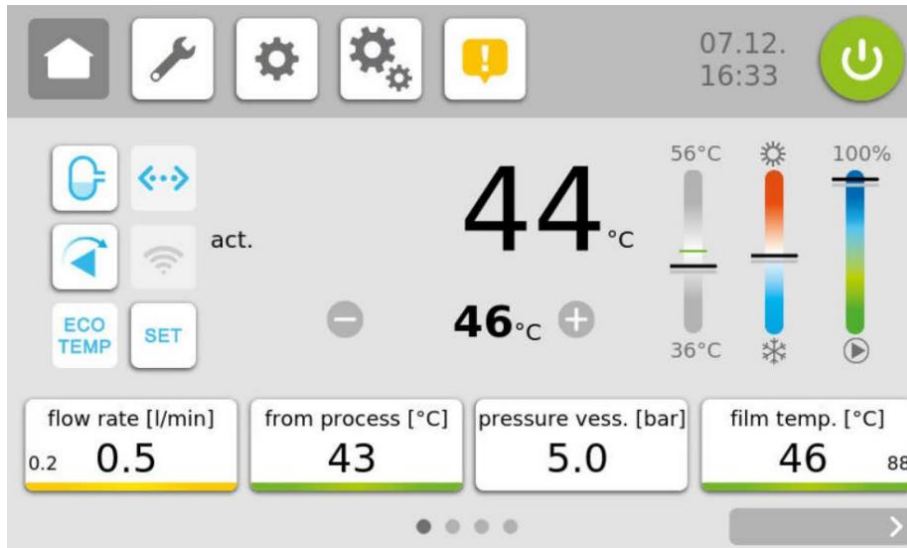 07.12.
16:33
56°C
100%
act.
44°C
46°C
36°C
ECO
TEMP
SET
flow rate [l/min]
0.2 0.5
from process [°C]
43
pressure vess. [bar]
5.0
film temp. [°C]
46 88